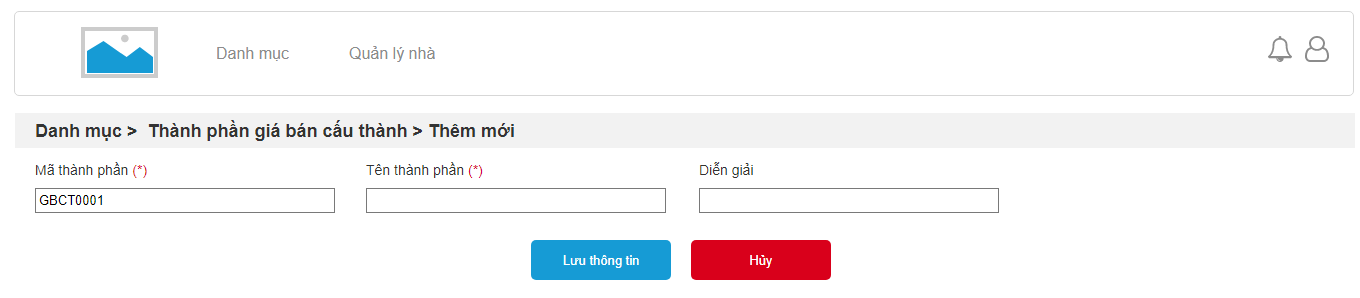 Danh mục Quản lý nhà
Danh mục > Thành phần giá bán cấu thành > Thêm mới
Mã thành phần (*) Tên thành phần (*) Diễn giải
GBCT0001
Lưu thông tin Hủy